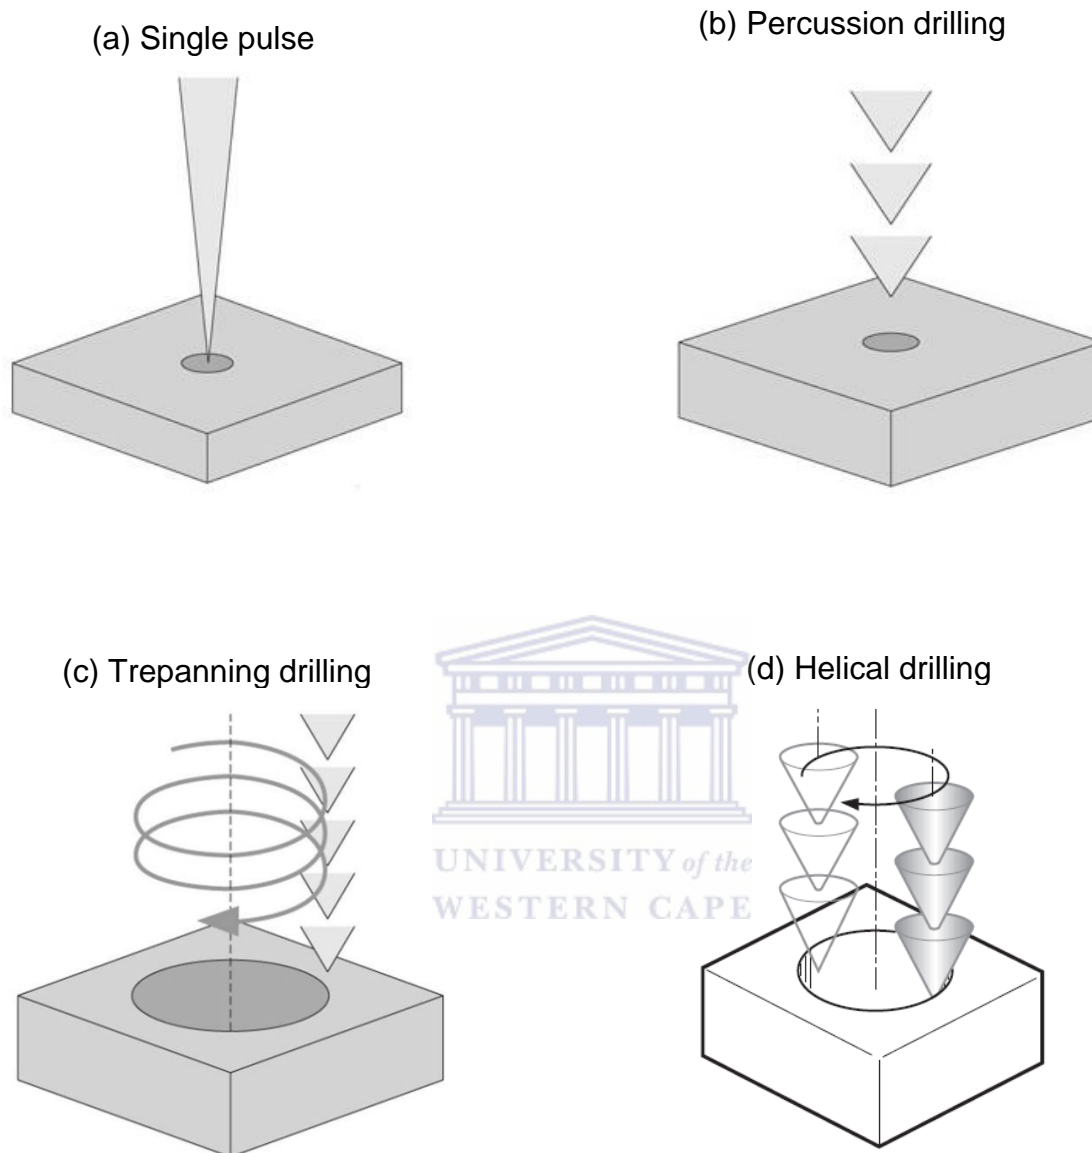 (a) Single pulse
(b) Percussion drilling
(c) Trepanning drilling
(d) Helical drilling
UNIVERSITY of the
WESTERN CAPE